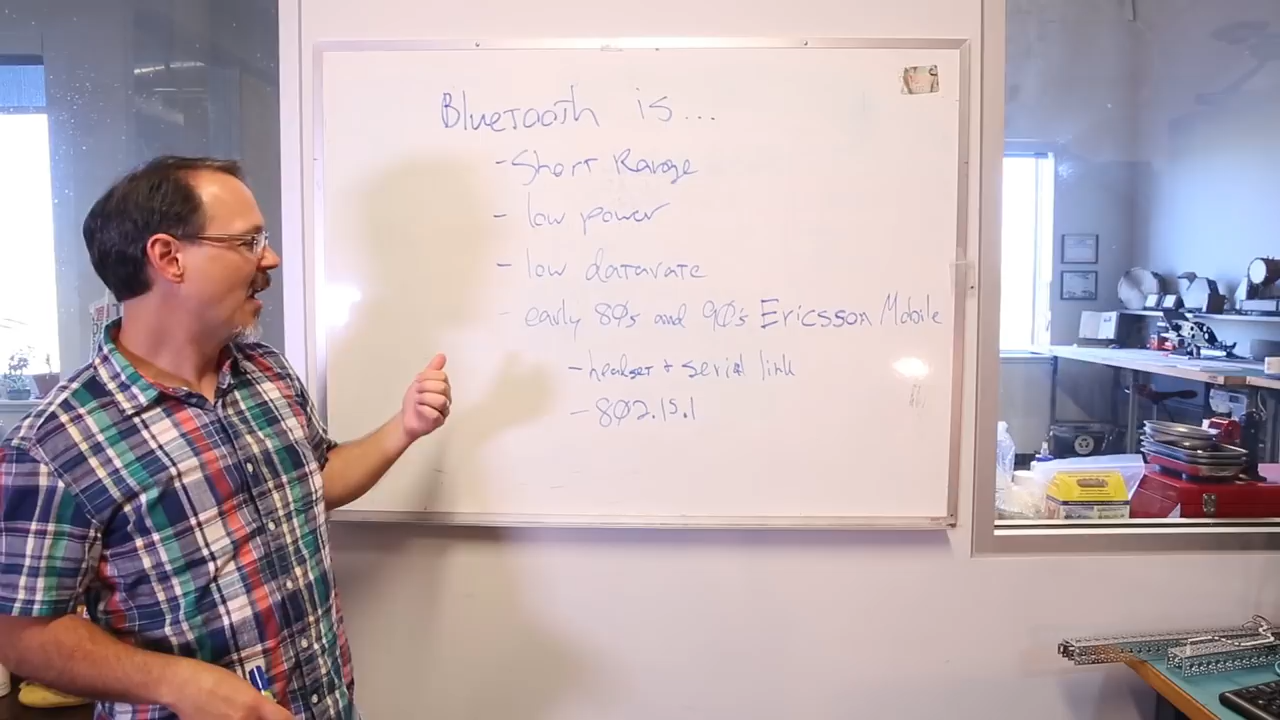 Bluetooth is...
- Short Range
- low power
- low datarate
- early 80s and 90's Ericsson Mobile
- headset + serial link
- 802.15.1